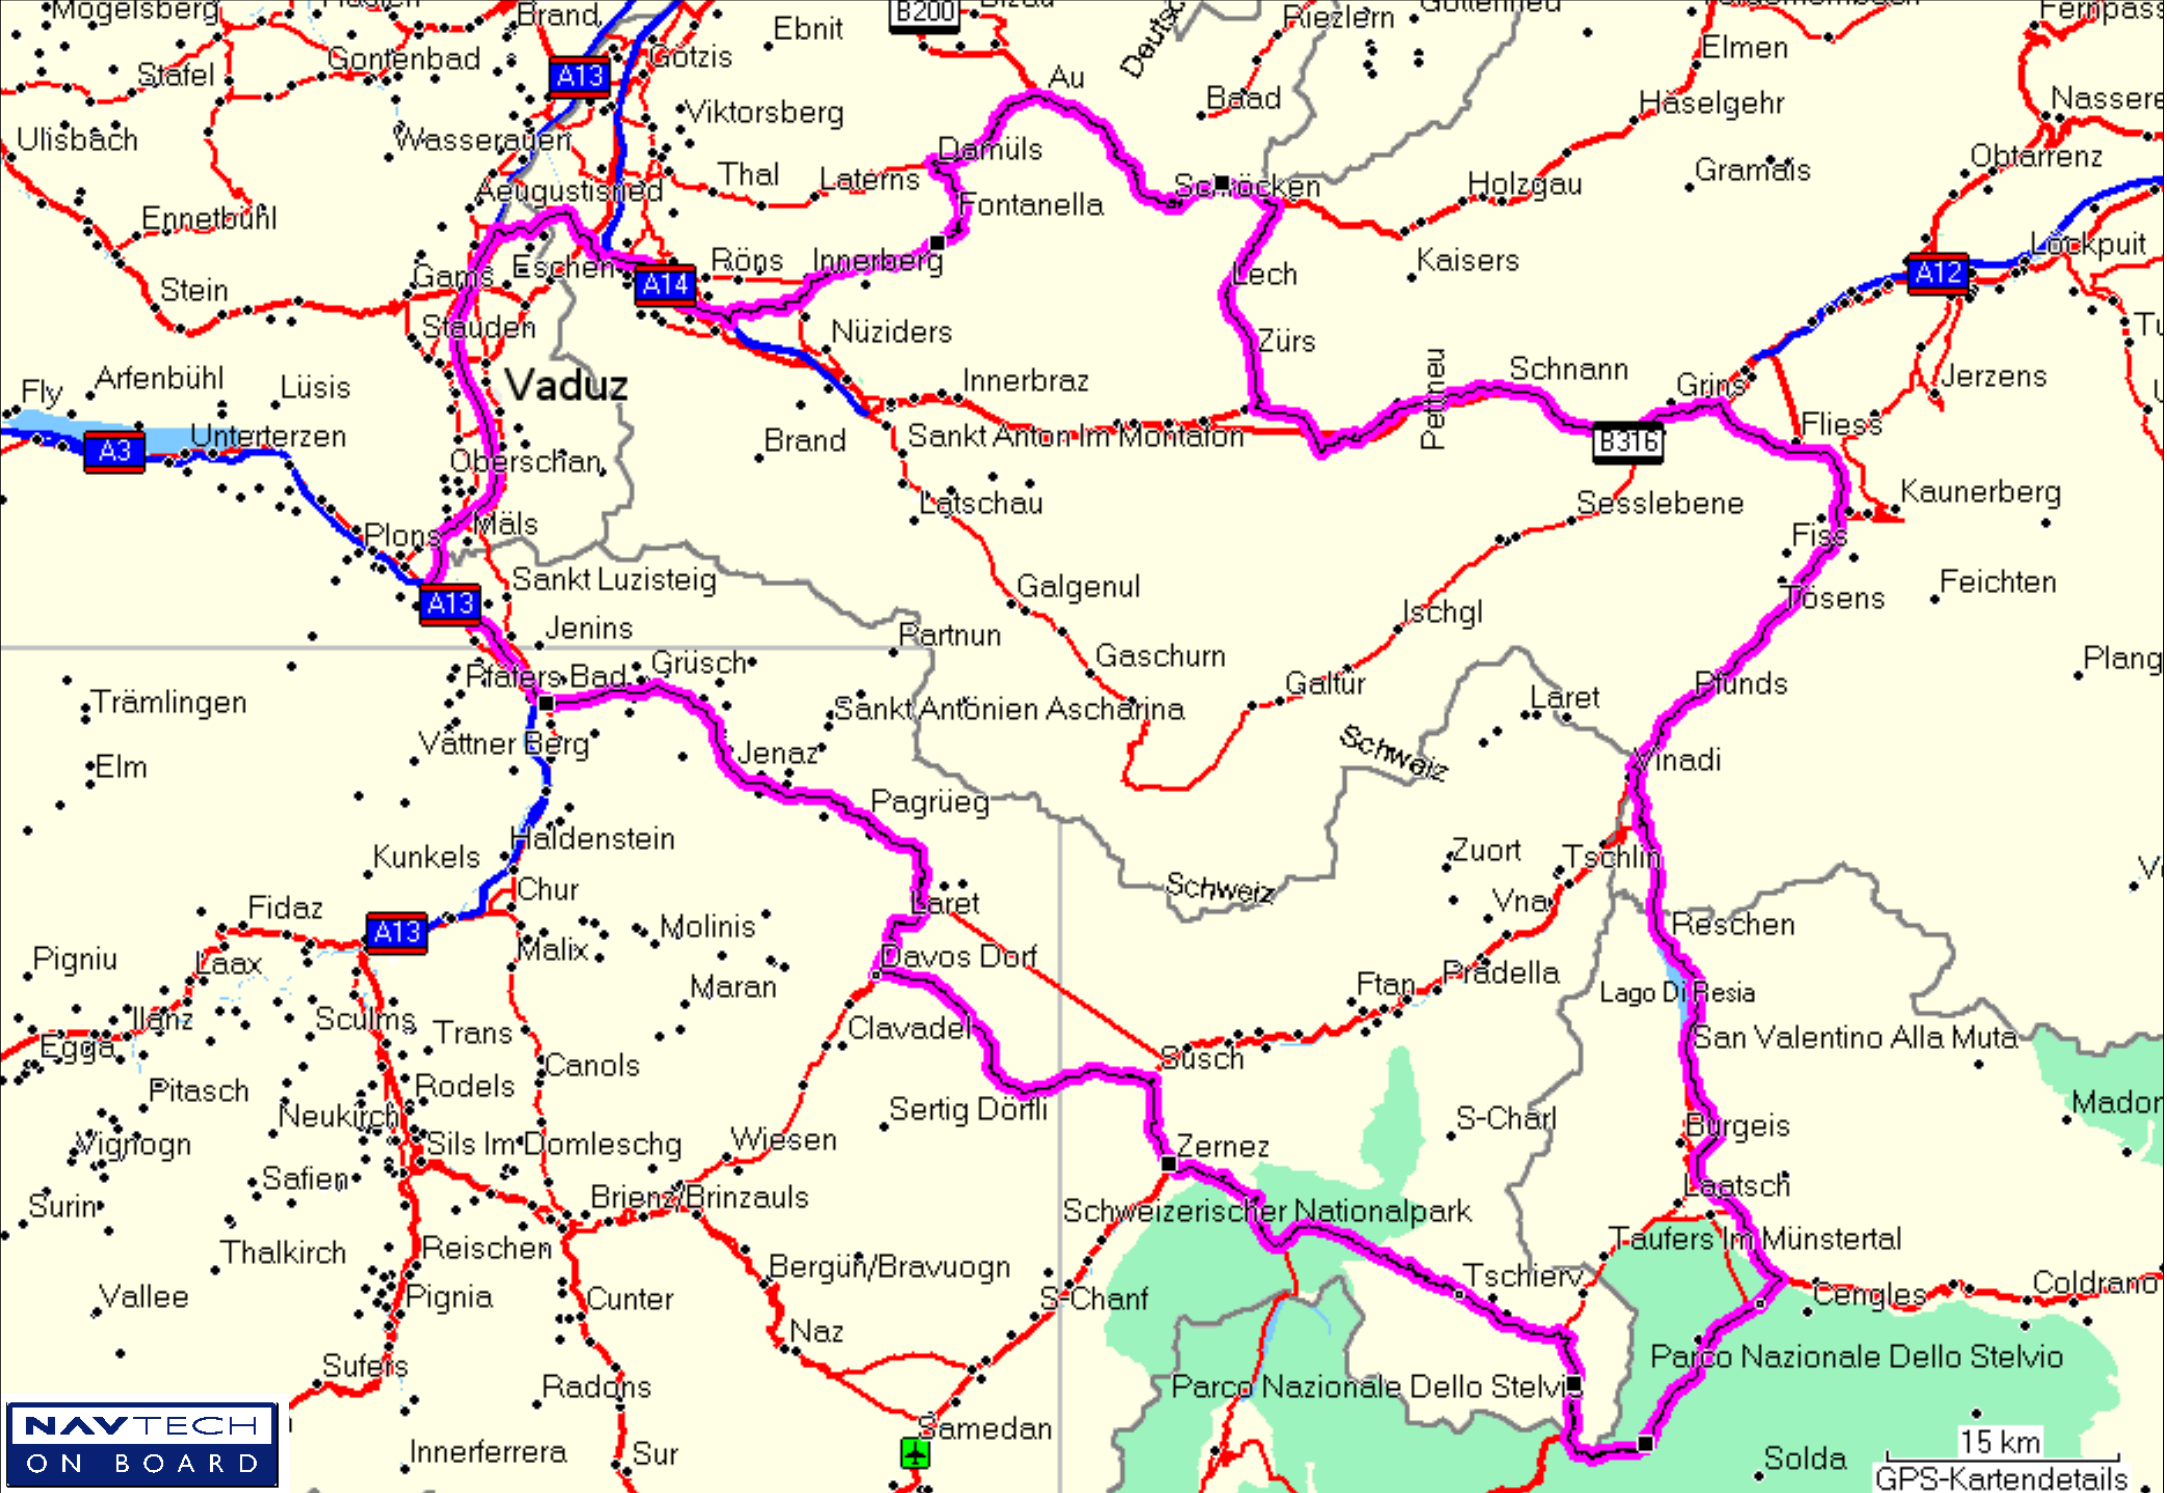 Mogelsberg
Brand
B200
Bizau
Riezlern
Elmen
Fernpass
Gontenbad
Götzis
Ebnit
Stafel
A13
Au
Baad
Häselgehr
Nassere
Viktorsberg
Ulisbach
Wasserauen
Damüls
Obtarrenz
Thal
Laterns
Gramais
Aeugustisried
Schröcken
Holzgau
Ennetbühl
Fontanella
Lockpuit
Röns
Innerberg
Kaisers
Gams
Eschen
A14
Lech
A12
Stein
Stauden
Nüziders
Zürs
Pettneu
Schnann
Vaduz
Innerbraz
Grins
Jerzens
Fly
Arfenbühl
Lüsis
Fliess
Unterterzen
Brand
Sankt Anton Im Montafon
B316
A3
Oberschan
Latschau
Sesslebene
Kaunerberg
Plons
Mäls
Fiss
Sankt Luzisteig
Galgenul
Ischgl
Tösens
Feichten
A13
Jenins
Partnun
Gaschurn
Plang
Pfäfers Bad
Grüsch
Galtür
Laret
Pfunds
Trämlingen
Sankt Antönien Ascharina
Vättner Berg
Jenaz
Schweiz
Vinadi
Elm
Pagrüeg
Haldenstein
Kunkels
Zuort
Tschlin
Chur
Schweiz
Vna
Fidaz
Laret
A13
Molinis
Reschen
Malix
Pigniu
Laax
Davos Dorf
Pradella
Maran
Ftan
Lago Di Resia
Ilanz
Sculms
Trans
Clavadel
San Valentino Alla Muta
Egga
Canols
Susch
Pitasch
Rodels
Sertig Dörfli
S-Charl
Mador
Neukirch
Burgeis
Vignogn
Sils Im Domleschg
Wiesen
Zernez
Safien
Laatsch
Surin
Brienz/Brinzauls
Schweizerischer Nationalpark
Thalkirch
Reischen
Taufers Im Münstertal
Bergün/Bravuogn
Tschierv
Vallee
Pignia
Cunter
S-Chanf
Cengles
Coldrano
Naz
Sufers
Parco Nazionale Dello Stelvio
Radons
Parco Nazionale Dello Stelvio
Samedan
NAVTECH
ON BOARD
Innerferrera
Sur
Solda
15 km
GPS-Kartendetails